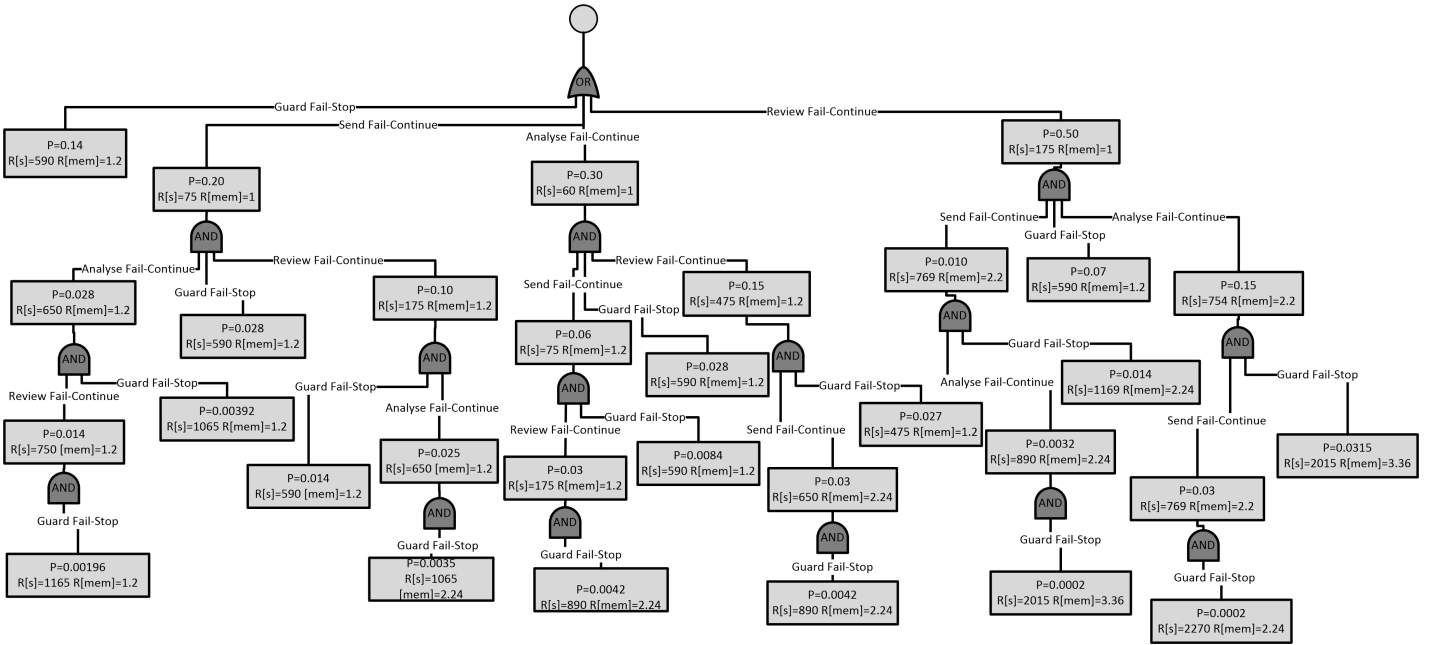 OR
Guard Fail-Stop
Review Fail-Continue
Send Fail-Continue
Analyse Fail-Continue
P=0.14
R[s]=590 R[mem]=1.2
P=0.20
R[s]=75 R[mem]=1
P=0.30
R[s]=60 R[mem]=1
P=0.50
R[s]=175 R[mem]=1
AND
AND
AND
Analyse Fail-Continue
Guard Fail-Stop
Review Fail-Continue
P=0.028
R[s]=650 R[mem]=1.2
P=0.028
R[s]=590 R[mem]=1.2
P=0.10
R[s]=175 R[mem]=1.2
AND
AND
Review Fail-Continue
Guard Fail-Stop
P=0.014
R[s]=750 [mem]=1.2
P=0.00392
R[s]=1065 R[mem]=1.2
AND
Guard Fail-Stop
P=0.00196
R[s]=1165 R[mem]=1.2
Guard Fail-Stop
Analyse Fail-Continue
P=0.014
R[s]=590 [mem]=1.2
P=0.025
R[s]=650 [mem]=1.2
AND
Guard Fail-Stop
P=0.0035
R[s]=1065
[mem]=2.24
Send Fail-Continue
Guard Fail-Stop
Review Fail-Continue
P=0.06
R[s]=75 R[mem]=1.2
P=0.028
R[s]=590 R[mem]=1.2
P=0.15
R[s]=475 R[mem]=1.2
AND
AND
Review Fail-Continue
Guard Fail-Stop
P=0.03
R[s]=175 R[mem]=1.2
P=0.0084
R[s]=590 R[mem]=1.2
AND
Guard Fail-Stop
P=0.0042
R[s]=890 R[mem]=2.24
Send Fail-Continue
Guard Fail-Stop
P=0.03
R[s]=650 R[mem]=2.24
P=0.027
R[s]=475 R[mem]=1.2
AND
Guard Fail-Stop
P=0.0042
R[s]=890 R[mem]=2.24
Send Fail-Continue
Guard Fail-Stop
Analyse Fail-Continue
P=0.010
R[s]=769 R[mem]=2.2
P=0.07
R[s]=590 R[mem]=1.2
P=0.15
R[s]=754 R[mem]=2.2
AND
AND
Analyse Fail-Continue
Guard Fail-Stop
P=0.0032
R[s]=890 R[mem]=2.24
P=0.014
R[s]=1169 R[mem]=2.24
AND
Guard Fail-Stop
P=0.0002
R[s]=2015 R[mem]=3.36
Send Fail-Continue
Guard Fail-Stop
P=0.03
R[s]=769 R[mem]=2.2
P=0.0315
R[s]=2015 R[mem]=3.36
AND
Guard Fail-Stop
P=0.0002
R[s]=2270 R[mem]=2.24